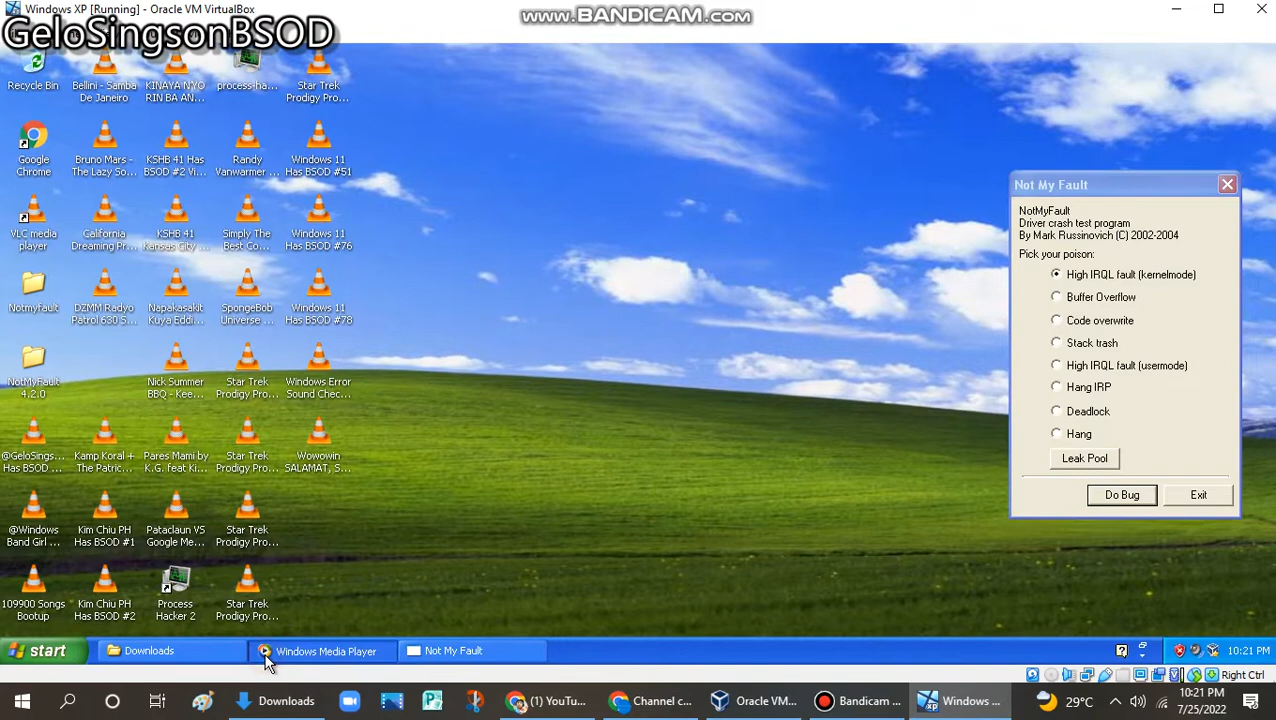 Windows XP [Running] - Oracle VM VirtualBox
www.BANDICAM.com
GeloSingsonBSOD
Recycle Bin
Bellini - Samba De Janeiro
KINAYA N'YO RIN BA AN...
process-ha...
Star Trek Prodigy Pro...
Google Chrome
Bruno Mars - The Lazy So...
KSHB 41 Has BSOD #2 Vi...
Randy Vanwarmer ...
Windows 11 Has BSOD #51
VLC media player
California Dreaming Pr...
KSHB 41 Kansas City ...
Simply The Best Co...
Windows 11 Has BSOD #76
Notmyfault
DZMM Radyo Patrol 630 S...
Napakasakit Kuya Eddi...
SpongeBob Universe ...
Windows 11 Has BSOD #78
NotMyFault 4.2.0
Nick Summer BBQ - Kee...
Star Trek Prodigy Pro...
Windows Error Sound Chec...
@GeloSings... Has BSOD ...
Kamp Koral + The Patric...
Pares Mami by K.G. feat Ki...
Star Trek Prodigy Pro...
Wowowin SALAMAT, S...
@Windows Band Girl ...
Kim Chiu PH Has BSOD #1
Pataclaun VS Google Me...
Star Trek Prodigy Pro...
109900 Songs Bootup
Kim Chiu PH Has BSOD #2
Process Hacker 2
Star Trek Prodigy Pro...
Not My Fault
NotMyFault
Driver crash test program
By Mark Russinovich (C) 2002-2004
Pick your poison:
High IRQL fault (kernelmode)
Buffer Overflow
Code overwrite
Stack trash
High IRQL fault (usermode)
Hang IRP
Deadlock
Hang
Leak Pool
Do Bug
Exit
start
Downloads
Windows Media Player
Not My Fault
10:21 PM
Right Ctrl
Downloads
(1) YouTu...
Channel c...
Oracle VM...
Bandicam ...
Windows ...
29°C
10:21 PM
7/25/2022